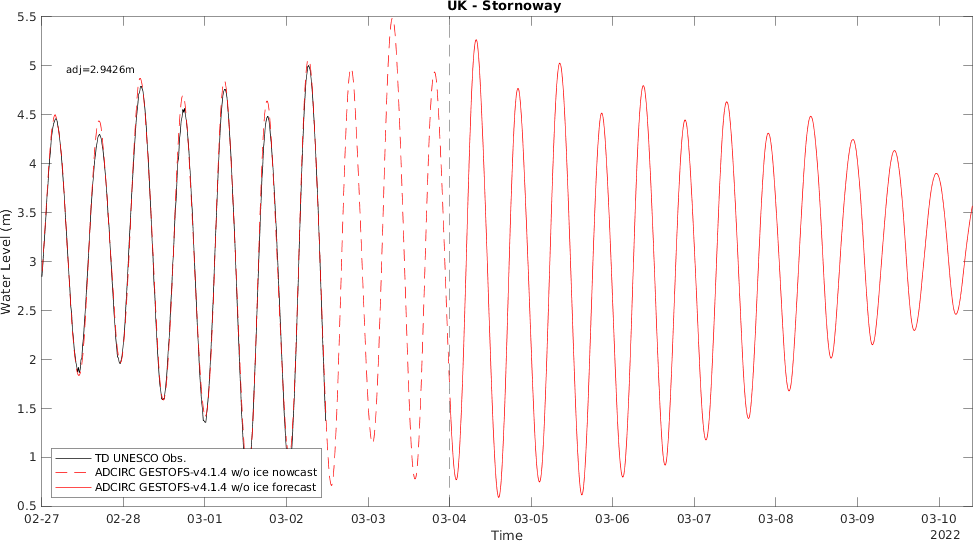 UK - Stornoway
adj=2.9426m
Water Level (m)
5.5
5
4.5
4
3.5
3
2.5
2
1.5
1
0.5
TD UNESCO Obs.
ADCIRC GESTOFS-v4.1.4 w/o ice nowcast
ADCIRC GESTOFS-v4.1.4 w/o ice forecast
02-27 02-28 03-01 03-02 03-03 03-04 03-05 03-06 03-07 03-08 03-09 03-10
Time
2022